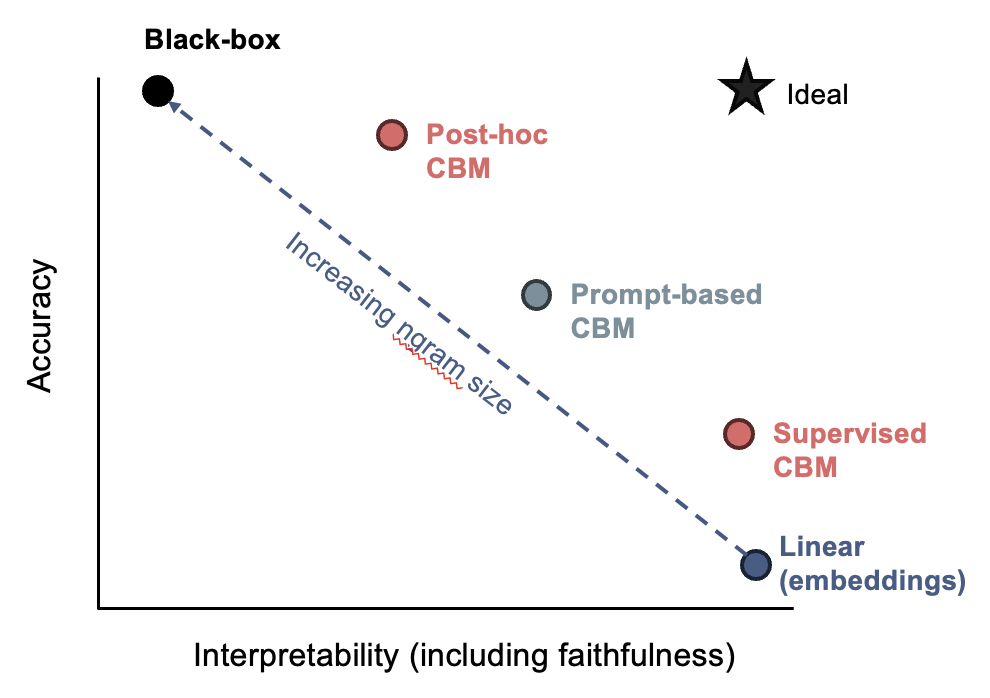 Black-box
Ideal
Post-hoc
CBM
Increasing ngram size
Prompt-based
CBM
Accuracy
Supervised
CBM
Linear
(embeddings)
Interpretability (including faithfulness)